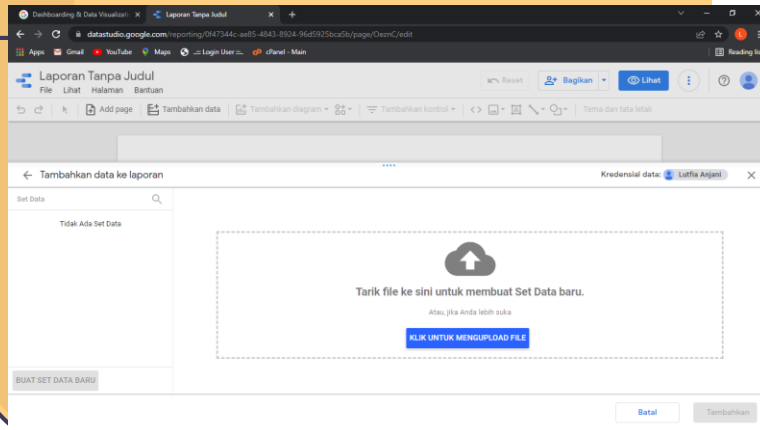 Dashboarding & Data Visualizati
Laporan Tanpa Judul
datastudio.google.com/reporting/0f47344c-ae85-4843-8924-96d5925bca5b/page/OeznC/edit
Apps
Gmail
YouTube
Maps
.:: Login User ::.
cPanel - Main
Reading lis
Laporan Tanpa Judul
File Lihat Halaman Bantuan
Reset
Bagikan
Lihat
Add page
Tambahkan data
Tambahkan diagram
Tambahkan kontrol
Tema dan tata letak
Tambahkan data ke laporan
Kredensial data:
Lutfia Anjani
Set Data
Tidak Ada Set Data
Tarik file ke sini untuk membuat Set Data baru.
Atau, jika Anda lebih suka
KLIK UNTUK MENGUPLOAD FILE
BUAT SET DATA BARU
Batal
Tambahkan